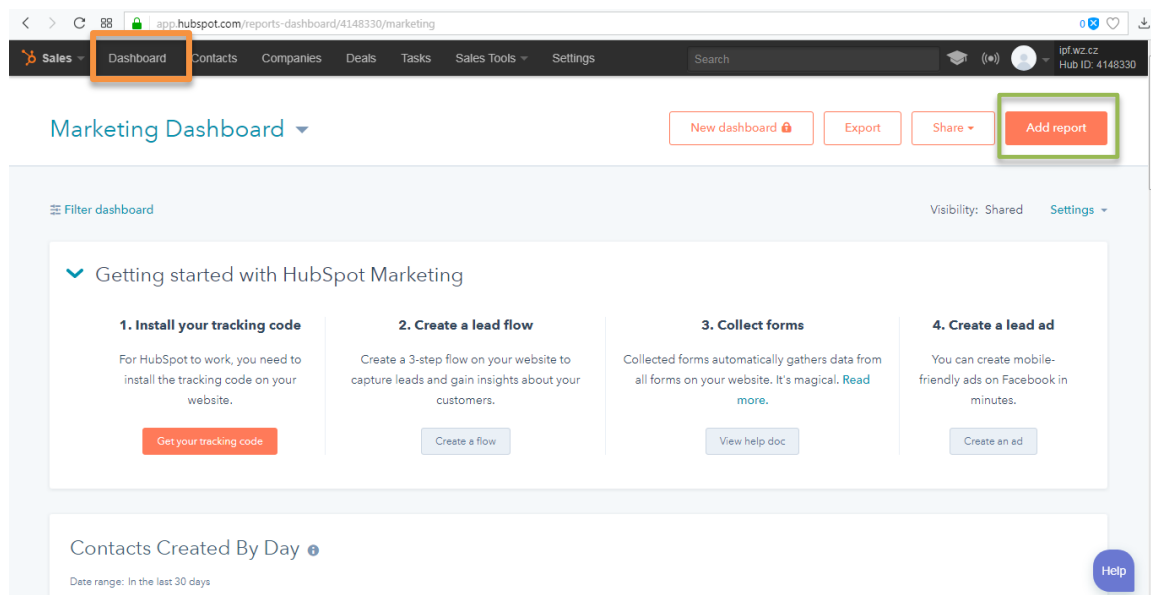 app.hubspot.com/reports-dashboard/4148330/marketing
0
Sales Dashboard Contacts Companies Deals Tasks Sales Tools Settings Search
ipf.wz.cz
Hub ID: 4148330
Marketing Dashboard New dashboard Export Share Add report
Filter dashboard Visibility: Shared Settings
Getting started with HubSpot Marketing
1. Install your tracking code
For HubSpot to work, you need to
install the tracking code on your
website.
Get your tracking code
2. Create a lead flow
Create a 3-step flow on your website to
capture leads and gain insights about your
customers.
Create a flow
3. Collect forms
Collected forms automatically gathers data from
all forms on your website. It's magical. Read
more.
View help doc
4. Create a lead ad
You can create mobile-
friendly ads on Facebook in
minutes.
Create an ad
Contacts Created By Day
Date range: In the last 30 days
Help